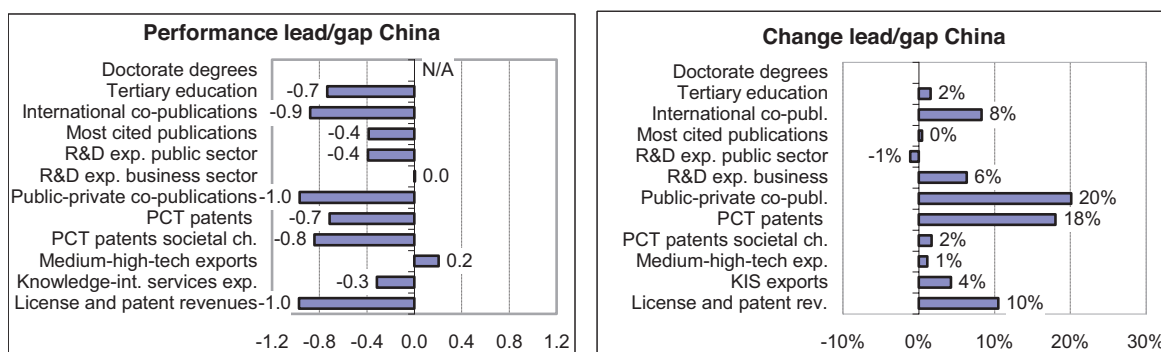 Performance lead/gap China
Doctorate degrees N/A
Tertiary education -0.7
International co-publications -0.9
Most cited publications -0.4
R&D exp. public sector -0.4
R&D exp. business sector 0.0
Public-private co-publications -1.0
PCT patents -0.7
PCT patents societal ch. -0.8
Medium-high-tech exports 0.2
Knowledge-int. services exp. -0.3
License and patent revenues -1.0
-1.2 -0.8 -0.4 0.0 0.4 0.8 1.2
Change lead/gap China
Doctorate degrees
Tertiary education 2%
International co-publ. 8%
Most cited publications 0%
R&D exp. public sector -1%
R&D exp. business 6%
Public-private co-publ. 20%
PCT patents 18%
PCT patents societal ch. 2%
Medium-high-tech exp. 1%
KIS exports 4%
License and patent rev. 10%
-10% 0% 10% 20% 30%